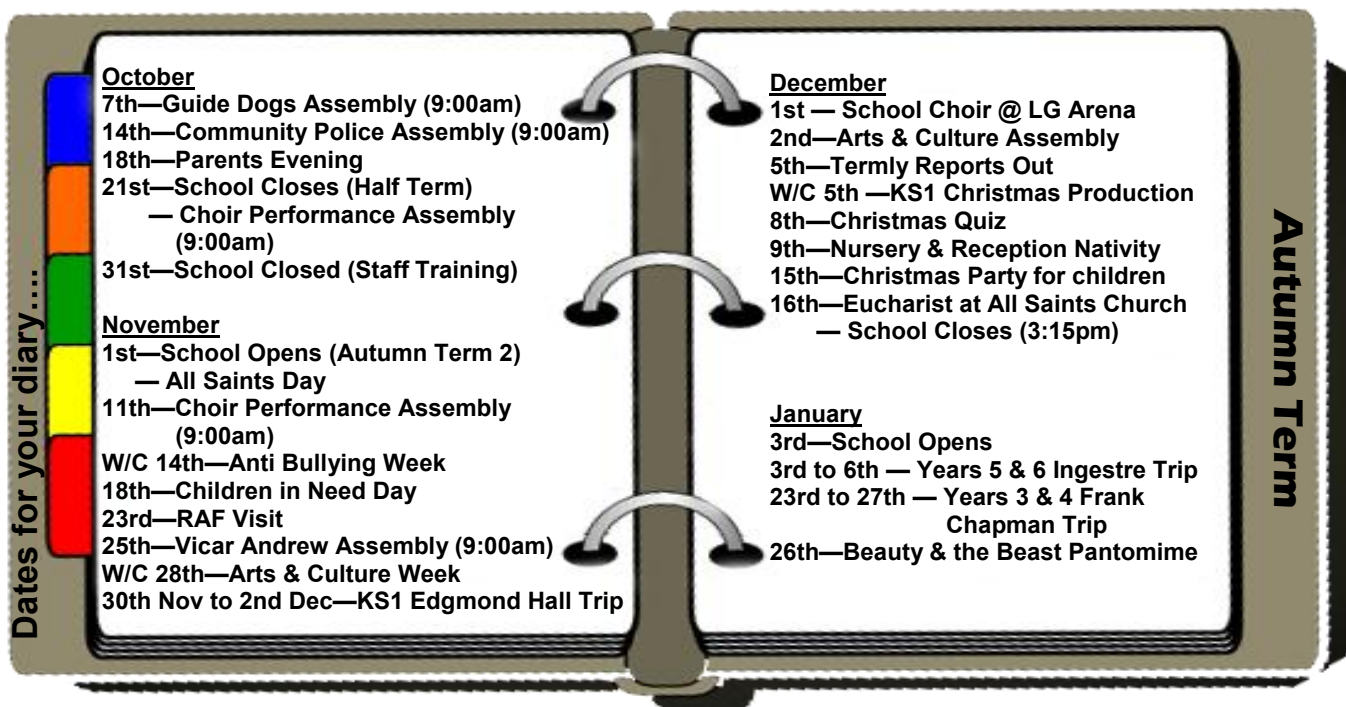 Dates for your diary....
October
7th—Guide Dogs Assembly (9:00am)
14th—Community Police Assembly (9:00am)
18th—Parents Evening
21st—School Closes (Half Term)
— Choir Performance Assembly
(9:00am)
31st—School Closed (Staff Training)
November
1st—School Opens (Autumn Term 2)
— All Saints Day
11th—Choir Performance Assembly
(9:00am)
W/C 14th—Anti Bullying Week
18th—Children in Need Day
23rd—RAF Visit
25th—Vicar Andrew Assembly (9:00am)
W/C 28th—Arts & Culture Week
30th Nov to 2nd Dec—KS1 Edgmond Hall Trip
December
1st — School Choir @ LG Arena
2nd—Arts & Culture Assembly
5th—Termly Reports Out
W/C 5th —KS1 Christmas Production
8th—Christmas Quiz
9th—Nursery & Reception Nativity
15th—Christmas Party for children
16th—Eucharist at All Saints Church
— School Closes (3:15pm)
January
3rd—School Opens
3rd to 6th — Years 5 & 6 Ingestre Trip
23rd to 27th — Years 3 & 4 Frank
Chapman Trip
26th—Beauty & the Beast Pantomime
Autumn Term